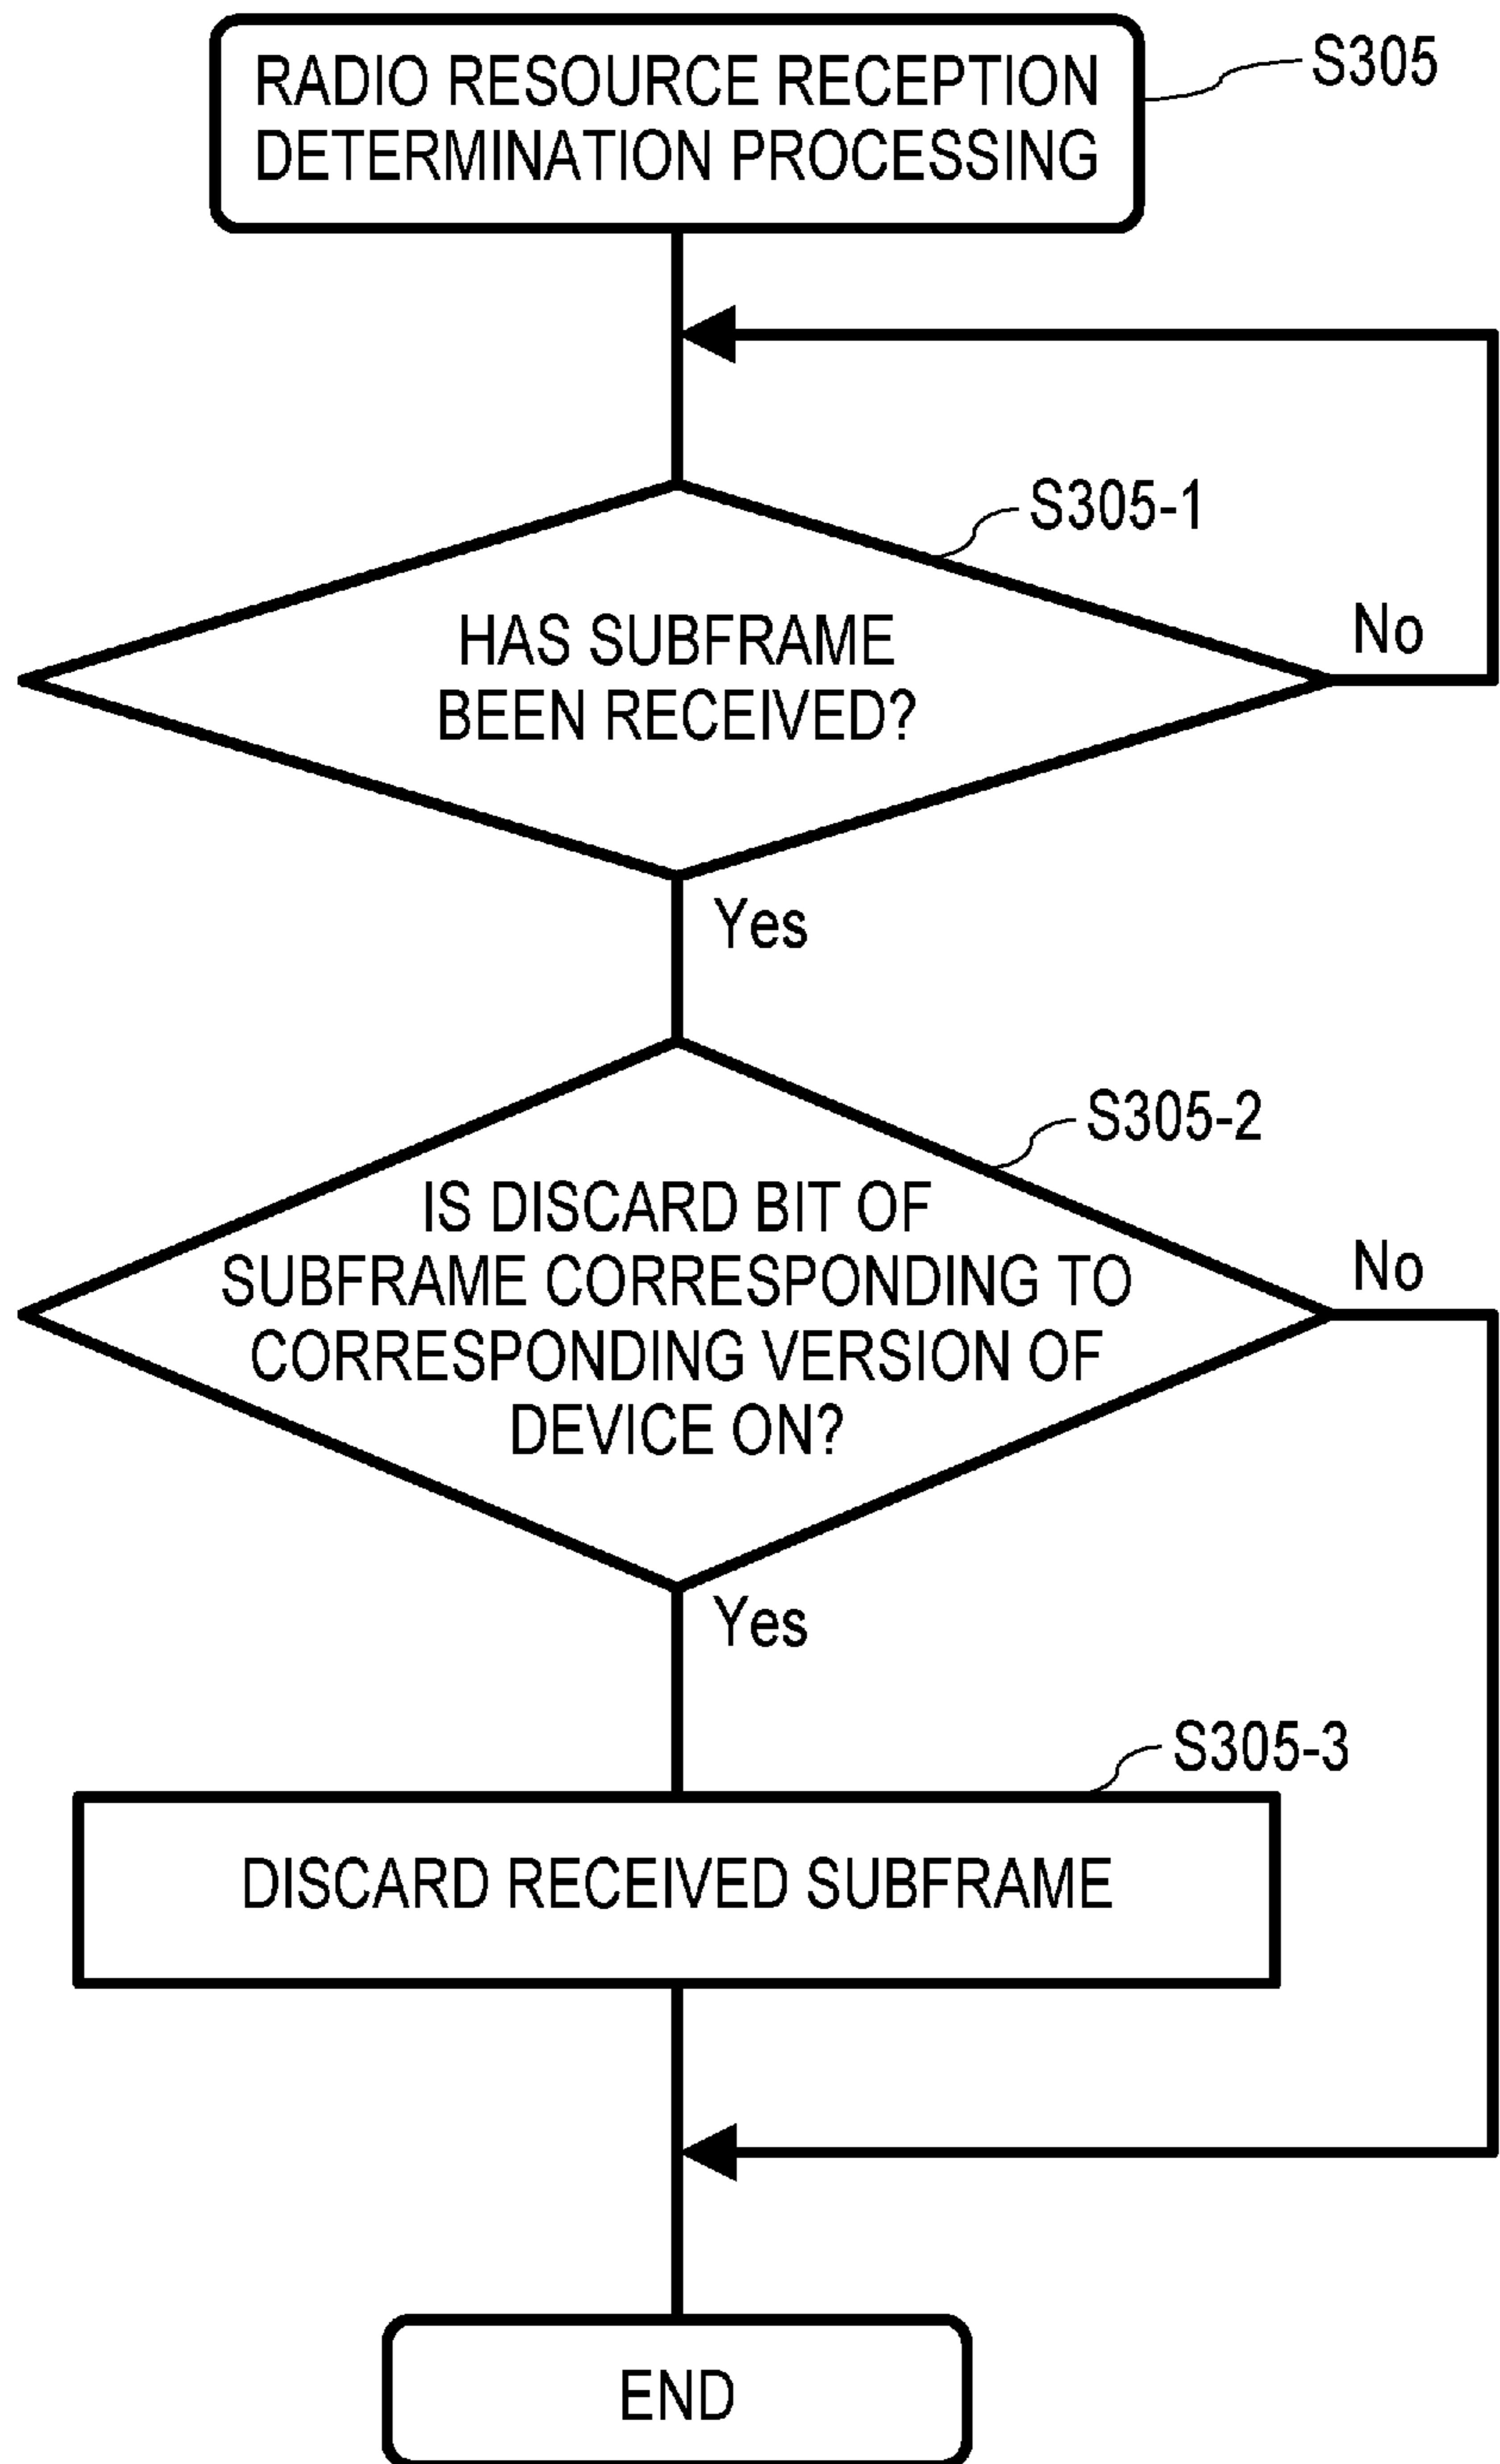 RADIO RESOURCE RECEPTION
DETERMINATION PROCESSING
S305
S305-1
HAS SUBFRAME
BEEN RECEIVED?
No
Yes
S305-2
IS DISCARD BIT OF
SUBFRAME CORRESPONDING TO
CORRESPONDING VERSION OF
DEVICE ON?
No
Yes
S305-3
DISCARD RECEIVED SUBFRAME
END